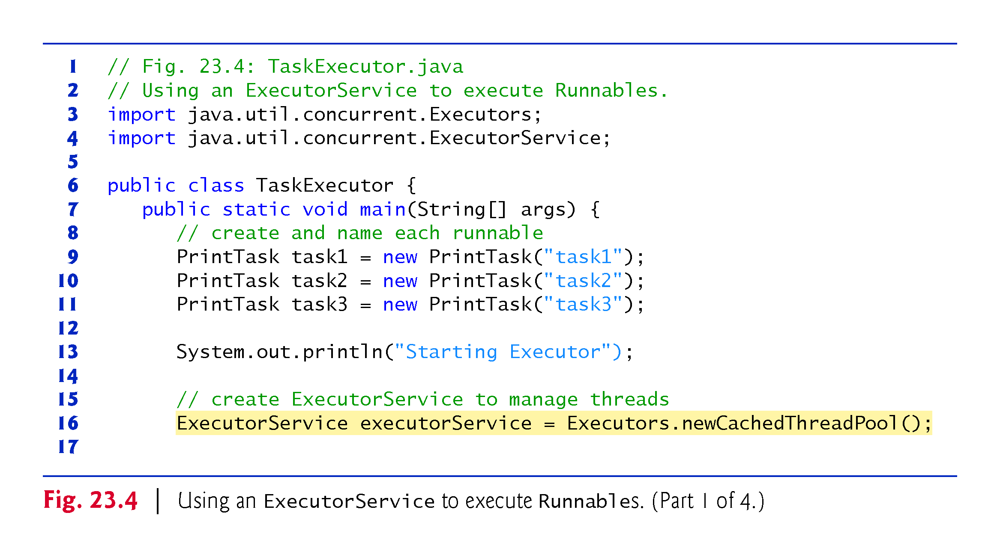 1 // Fig. 23.4: TaskExecutor.java
2 // Using an ExecutorService to execute Runnables.
3 import java.util.concurrent.Executors;
4 import java.util.concurrent.ExecutorService;
5
6 public class TaskExecutor {
7    public static void main(String[] args) {
8       // create and name each runnable
9       PrintTask task1 = new PrintTask("task1");
10       PrintTask task2 = new PrintTask("task2");
11       PrintTask task3 = new PrintTask("task3");
12
13       System.out.println("Starting Executor");
14
15       // create ExecutorService to manage threads
16       ExecutorService executorService = Executors.newCachedThreadPool();
17
Fig. 23.4 | Using an ExecutorService to execute Runnables. (Part 1 of 4.)